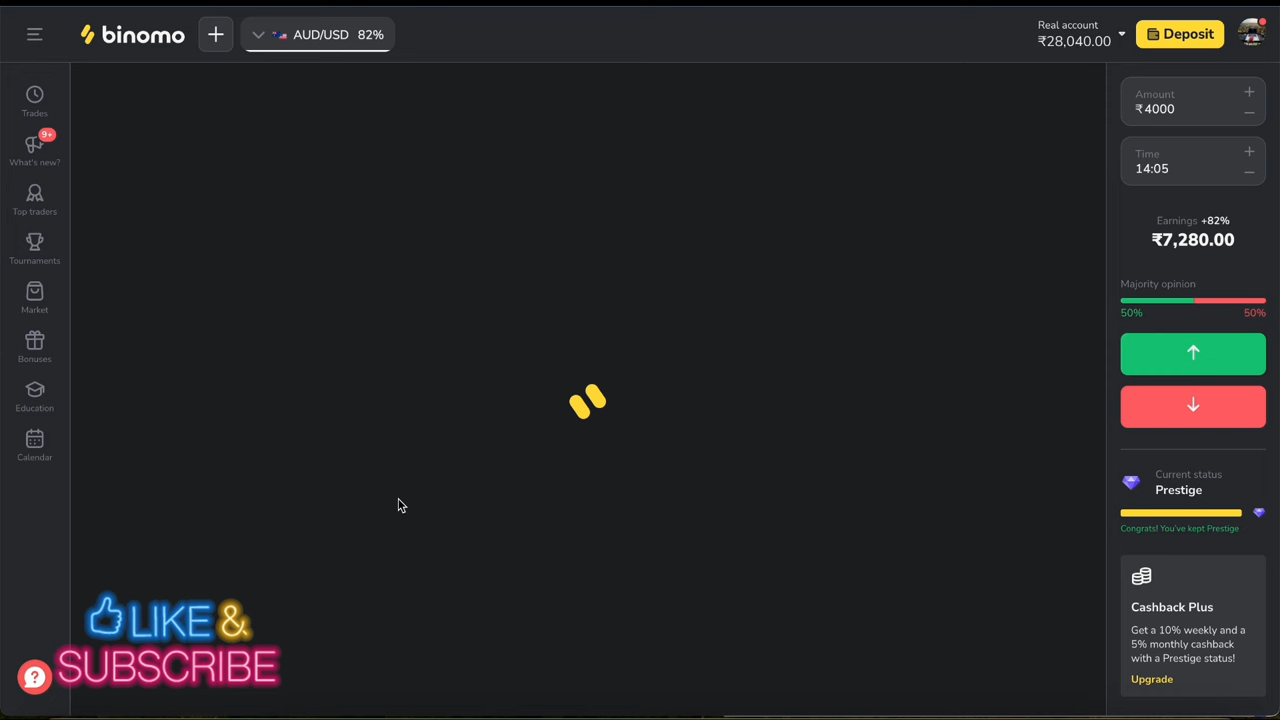 binomo
+
AUD/USD 82%
Real account
₹28,040.00
Deposit
Trades
9+
What's new?
Top traders
Tournaments
Market
Bonuses
Education
Calendar
Amount
₹4000
+
−
Time
14:05
+
−
Earnings +82%
₹7,280.00
Majority opinion
50% 50%
Current status
Prestige
Congrats! You've kept Prestige
Cashback Plus
Get a 10% weekly and a
5% monthly cashback
with a Prestige status!
Upgrade
LIKE &
SUBSCRIBE
?